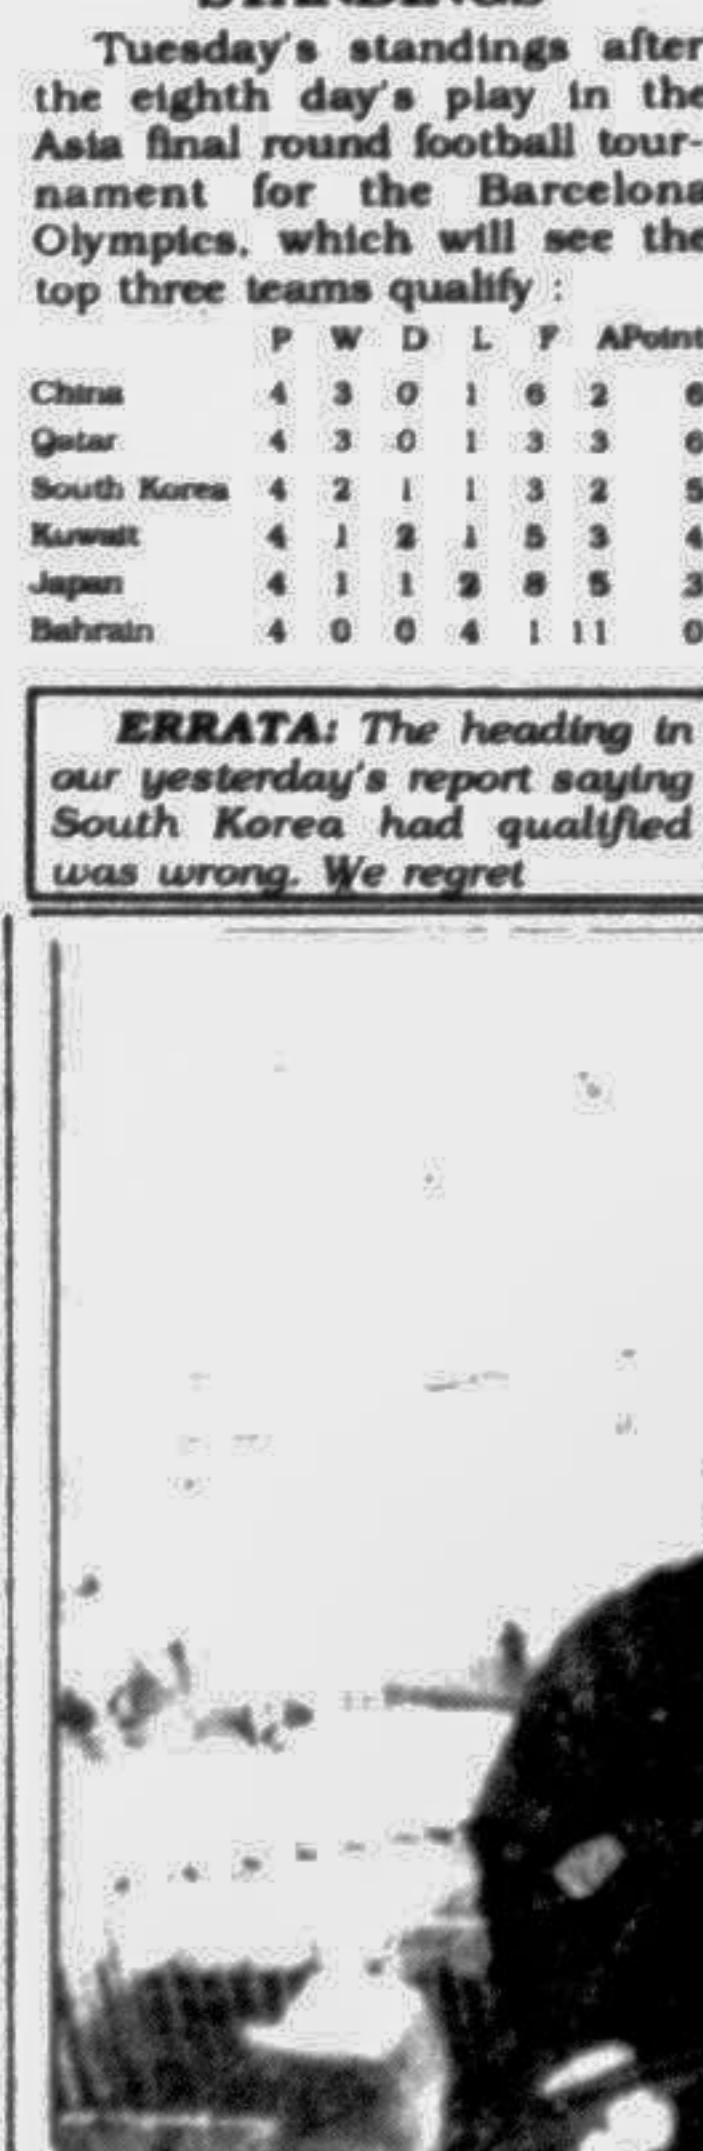 STANDINGS
Tuesday's standings after
the eighth day's play in the
Asia final round football tour-
nament for the Barcelona
Olympics, which will see the
top three teams qualify :
P W D L F A Point
China 4 3 0 1 6 2 6
Qatar 4 3 0 1 3 3 6
South Korea 4 2 1 1 3 2 5
Kuwait 4 1 2 1 5 3 4
Japan 4 1 1 2 8 5 3
Bahrain 4 0 0 4 1 11 0
ERRATA: The heading in
our yesterday's report saying
South Korea had qualified
was wrong. We regret